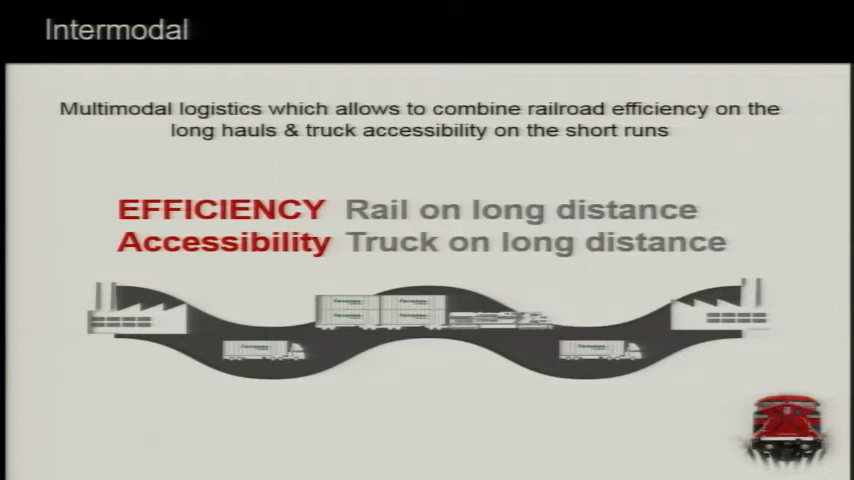 Intermodal
Multimodal logistics which allows to combine railroad efficiency on the
long hauls & truck accessibility on the short runs
EFFICIENCY Rail on long distance
Accessibility Truck on long distance